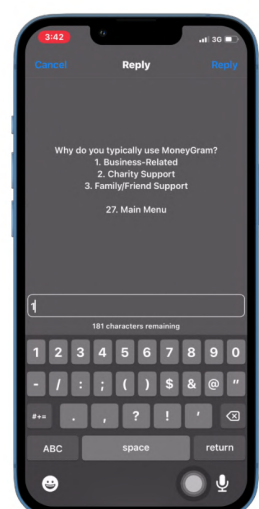 3:42
3G
Cancel Reply Reply
Why do you typically use MoneyGram?
1. Business-Related
2. Charity Support
3. Family/Friend Support
27. Main Menu
1
181 characters remaining
1 2 3 4 5 6 7 8 9 0
- / : ; ( ) $ & @ "
#+= . , ? ! '
ABC space return